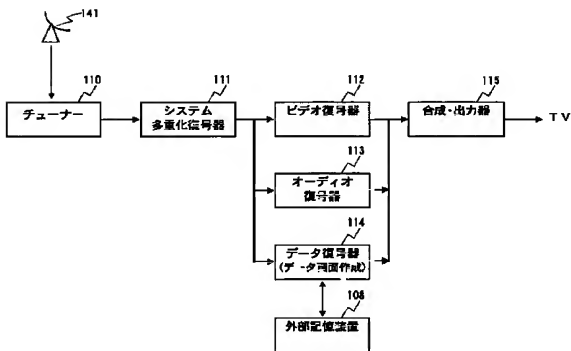 141
110
チューナー
111
システム
多重化復号器
112
ビデオ復号器
115
合成・出力器
TV
113
オーディオ
復号器
114
データ復号器
(データ画面作成)
108
外部記憶装置